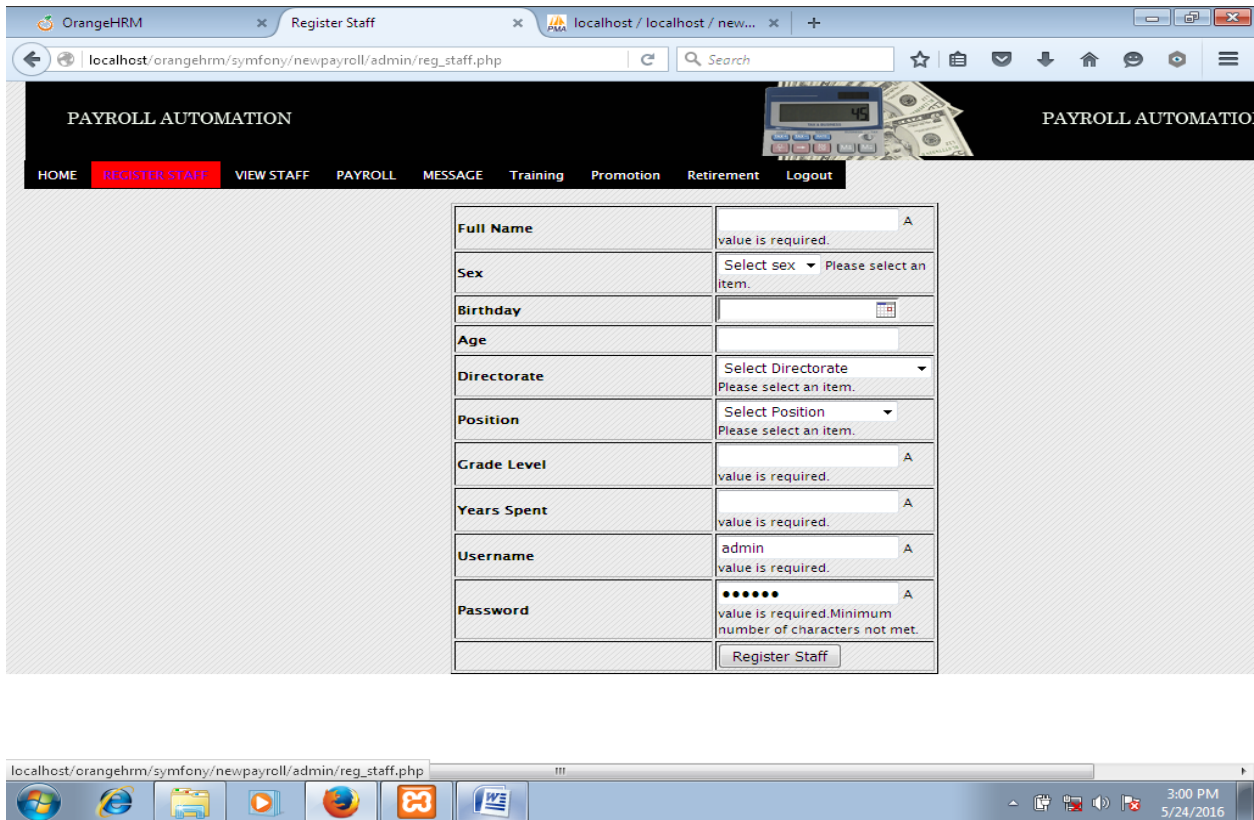 OrangeHRM
Register Staff
localhost / localhost / new...
localhost/orangehrm/symfony/newpayroll/admin/reg_staff.php
Search
PAYROLL AUTOMATION
45
PAYROLL AUTOMATIO
HOME REGISTER STAFF VIEW STAFF PAYROLL MESSAGE Training Promotion Retirement Logout
Full Name
A
value is required.
Sex
Select sex Please select an
item.
Birthday
Age
Directorate
Select Directorate
Please select an item.
Position
Select Position
Please select an item.
Grade Level
A
value is required.
Years Spent
A
value is required.
Username
admin A
value is required.
Password
•••••• A
value is required.Minimum
number of characters not met.
Register Staff
localhost/orangehrm/symfony/newpayroll/admin/reg_staff.php
3:00 PM
5/24/2016